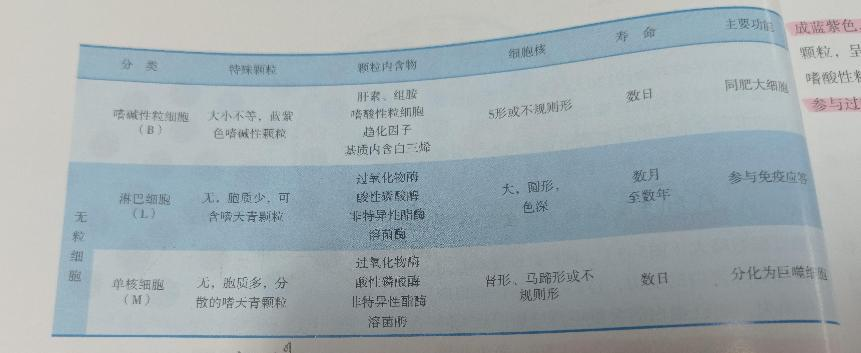 分 类 特殊颗粒 颗粒内含物 细胞核 寿 命 主要功能
嗜碱性粒细胞
（B）
大小不等，蓝紫
色嗜碱性颗粒
肝素、组胺
嗜酸性粒细胞
趋化因子
基质内含白三烯
S形或不规则形
数日
同肥大细胞
无
粒
细
胞
淋巴细胞
（L）
无，胞质少，可
含嗜天青颗粒
过氧化物酶
酸性磷酸酶
非特异性酯酶
溶菌酶
大，圆形，
色深
数月
至数年
参与免疫应答
单核细胞
（M）
无，胞质多，分
散的嗜天青颗粒
过氧化物酶
酸性磷酸酶
非特异性酯酶
溶菌酶
肾形、马蹄形或不
规则形
数日
分化为巨噬细胞
成蓝紫色
颗粒，呈
嗜酸性粒
参与过